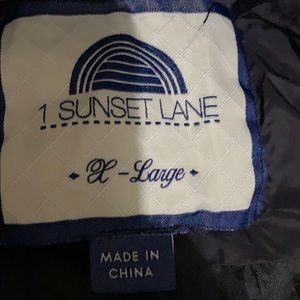 1 SUNSET LANE
X-Large
MADE IN
CHINA